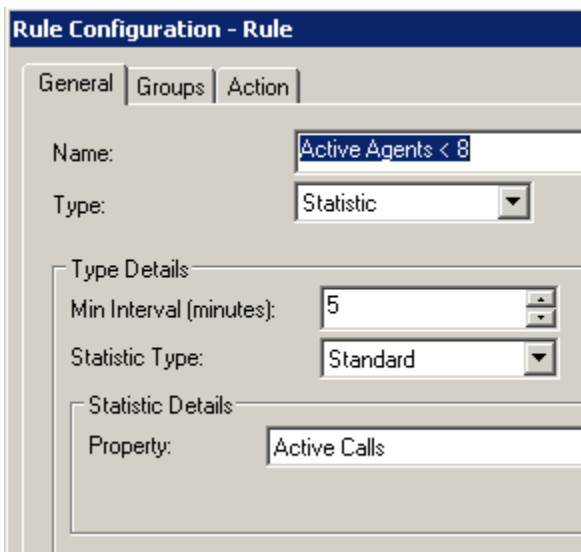 Rule Configuration - Rule
General Groups Action
Name: Active Agents < 8
Type: Statistic
Type Details
Min Interval (minutes): 5
Statistic Type: Standard
Statistic Details
Property: Active Calls